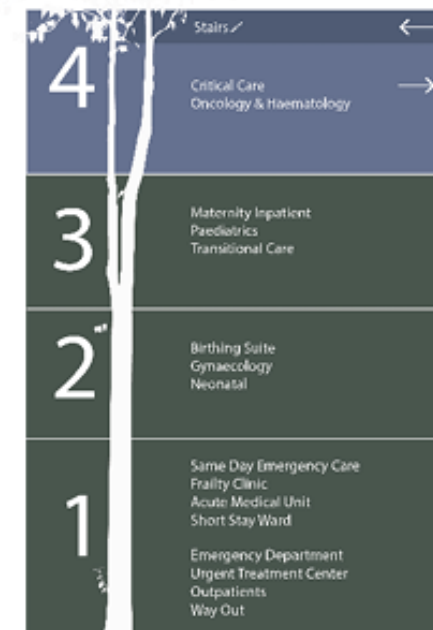 Stairs
4
Critical Care
Oncology & Haematology
3
Maternity Inpatient
Paediatrics
Transitional Care
2
Birthing Suite
Gynaecology
Neonatal
1
Same Day Emergency Care
Frailty Clinic
Acute Medical Unit
Short Stay Ward
Emergency Department
Urgent Treatment Center
Outpatients
Way Out